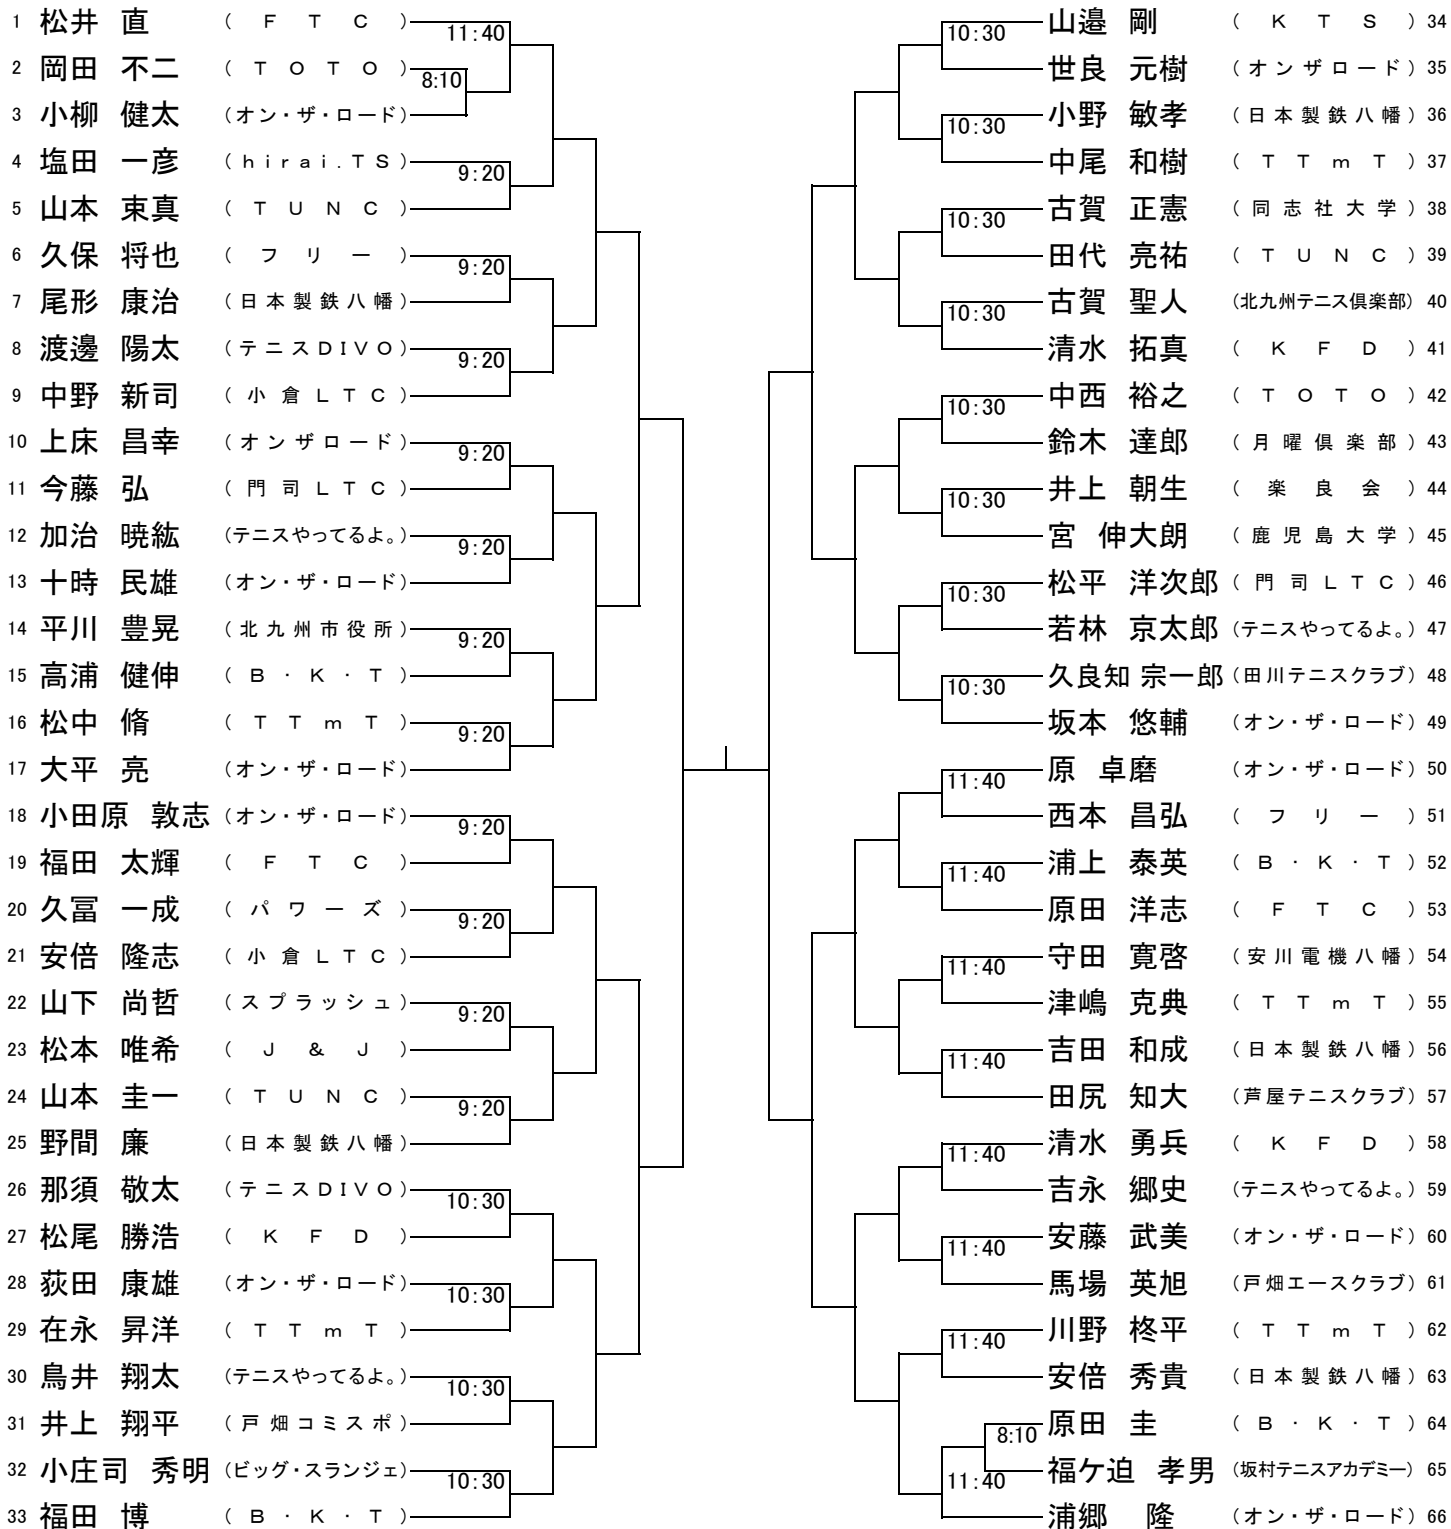 1 松井 直 (FTC)
11:40
2 岡田 不二 (TOTO)
8:10
3 小柳 健太 (オン・ザ・ロード)
4 塩田 一彦 (hirai.TS)
9:20
5 山本 束真 (TUNC)
6 久保 将也 (フリー)
9:20
7 尾形 康治 (日本製鉄八幡)
8 渡邊 陽太 (テニスDIVO)
9:20
9 中野 新司 (小倉LTC)
10 上床 昌幸 (オンザロード)
9:20
11 今藤 弘 (門司LTC)
12 加治 暁紘 (テニスやってるよ。)
9:20
13 十時 民雄 (オン・ザ・ロード)
14 平川 豊晃 (北九州市役所)
9:20
15 高浦 健伸 (B・K・T)
16 松中 脩 (TTmT)
9:20
17 大平 亮 (オン・ザ・ロード)
18 小田原 敦志 (オン・ザ・ロード)
9:20
19 福田 太輝 (FTC)
20 久冨 一成 (パワーズ)
9:20
21 安倍 隆志 (小倉LTC)
22 山下 尚哲 (スプラッシュ)
9:20
23 松本 唯希 (J&J)
24 山本 圭一 (TUNC)
9:20
25 野間 廉 (日本製鉄八幡)
26 那須 敬太 (テニスDIVO)
10:30
27 松尾 勝浩 (KFD)
28 荻田 康雄 (オン・ザ・ロード)
10:30
29 在永 昇洋 (TTmT)
30 鳥井 翔太 (テニスやってるよ。)
10:30
31 井上 翔平 (戸畑コミスポ)
32 小庄司 秀明 (ビッグ・スランジェ)
10:30
33 福田 博 (B・K・T)
山邉 剛 (KTS) 34
10:30
世良 元樹 (オンザロード) 35
小野 敏孝 (日本製鉄八幡) 36
10:30
中尾 和樹 (TTmT) 37
古賀 正憲 (同志社大学) 38
10:30
田代 亮祐 (TUNC) 39
古賀 聖人 (北九州テニス倶楽部) 40
10:30
清水 拓真 (KFD) 41
中西 裕之 (TOTO) 42
10:30
鈴木 達郎 (月曜倶楽部) 43
井上 朝生 (楽良会) 44
10:30
宮 伸大朗 (鹿児島大学) 45
松平 洋次郎 (門司LTC) 46
10:30
若林 京太郎 (テニスやってるよ。) 47
久良知 宗一郎 (田川テニスクラブ) 48
10:30
坂本 悠輔 (オン・ザ・ロード) 49
原 卓磨 (オン・ザ・ロード) 50
11:40
西本 昌弘 (フリー) 51
浦上 泰英 (B・K・T) 52
11:40
原田 洋志 (FTC) 53
守田 寛啓 (安川電機八幡) 54
11:40
津嶋 克典 (TTmT) 55
吉田 和成 (日本製鉄八幡) 56
11:40
田尻 知大 (芦屋テニスクラブ) 57
清水 勇兵 (KFD) 58
11:40
吉永 郷史 (テニスやってるよ。) 59
安藤 武美 (オン・ザ・ロード) 60
11:40
馬場 英旭 (戸畑エースクラブ) 61
川野 柊平 (TTmT) 62
11:40
安倍 秀貴 (日本製鉄八幡) 63
原田 圭 (B・K・T) 64
8:10
福ケ迫 孝男 (坂村テニスアカデミー) 65
11:40
浦郷 隆 (オン・ザ・ロード) 66